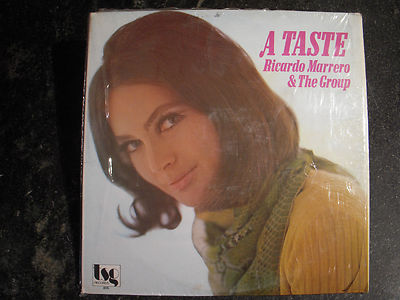 A TASTE
Ricardo Marrero
& The Group
tsg